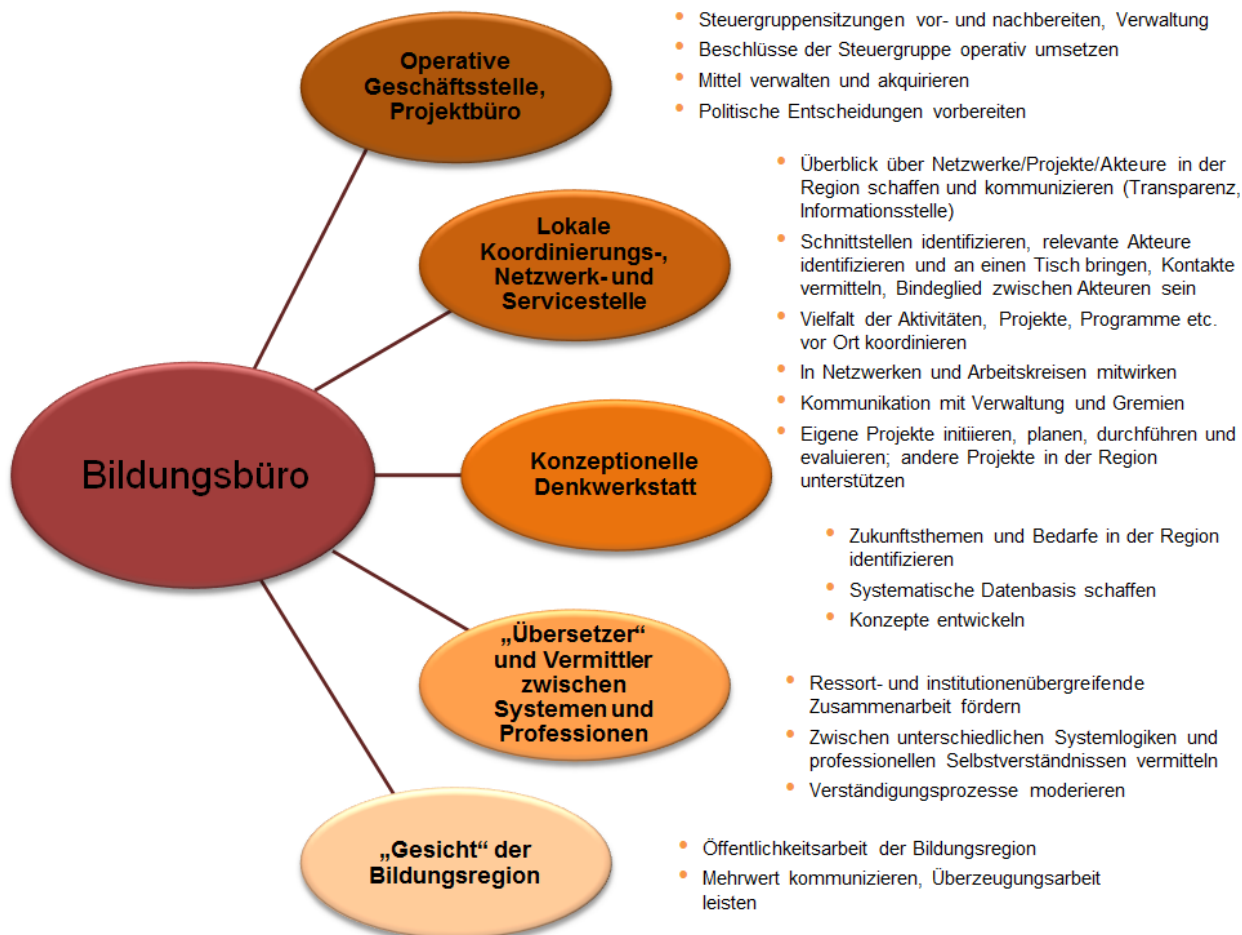 Operative
Geschäftsstelle,
Projektbüro
• Steuergruppensitzungen vor- und nachbereiten, Verwaltung
• Beschlüsse der Steuergruppe operativ umsetzen
• Mittel verwalten und akquirieren
• Politische Entscheidungen vorbereiten
Lokale
Koordinierungs-,
Netzwerk- und
Servicestelle
• Überblick über Netzwerke/Projekte/Akteure in der
Region schaffen und kommunizieren (Transparenz,
Informationsstelle)
• Schnittstellen identifizieren, relevante Akteure
identifizieren und an einen Tisch bringen, Kontakte
vermitteln, Bindeglied zwischen Akteuren sein
• Vielfalt der Aktivitäten, Projekte, Programme etc.
vor Ort koordinieren
• In Netzwerken und Arbeitskreisen mitwirken
• Kommunikation mit Verwaltung und Gremien
• Eigene Projekte initiieren, planen, durchführen und
evaluieren; andere Projekte in der Region
unterstützen
Bildungsbüro
Konzeptionelle
Denkwerkstatt
• Zukunftsthemen und Bedarfe in der Region
identifizieren
• Systematische Datenbasis schaffen
• Konzepte entwickeln
„Übersetzer“
und Vermittler
zwischen
Systemen und
Professionen
• Ressort- und institutionenübergreifende
Zusammenarbeit fördern
• Zwischen unterschiedlichen Systemlogiken und
professionellen Selbstverständnissen vermitteln
• Verständigungsprozesse moderieren
„Gesicht“ der
Bildungsregion
• Öffentlichkeitsarbeit der Bildungsregion
• Mehrwert kommunizieren, Überzeugungsarbeit
leisten